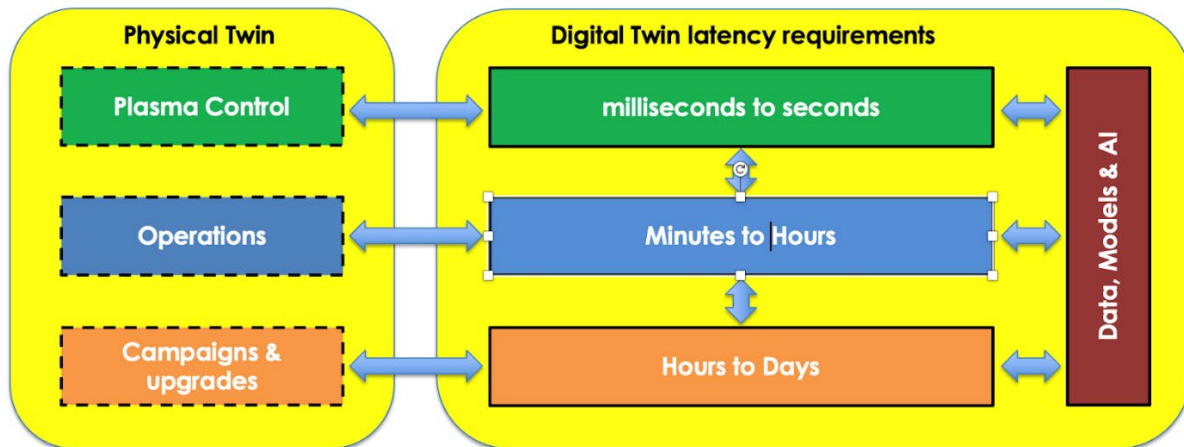 Physical Twin
Digital Twin latency requirements
Plasma Control
milliseconds to seconds
Operations
Minutes to Hours
Campaigns &
upgrades
Hours to Days
Data, Models & AI